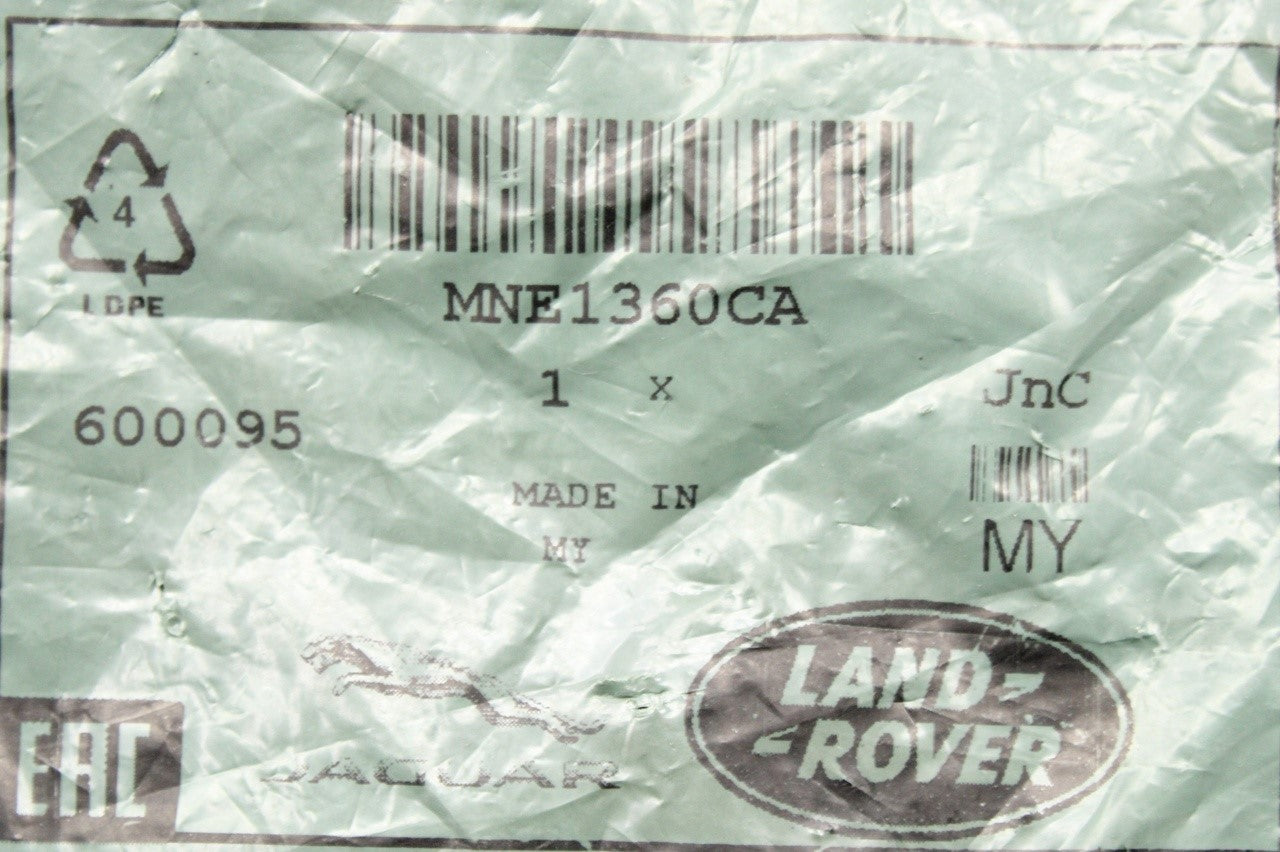 4
LDPE
MNE1360CA
1 x
JnC
600095
MADE IN
MY
MY
EAC
JAGUAR
LAND
ROVER